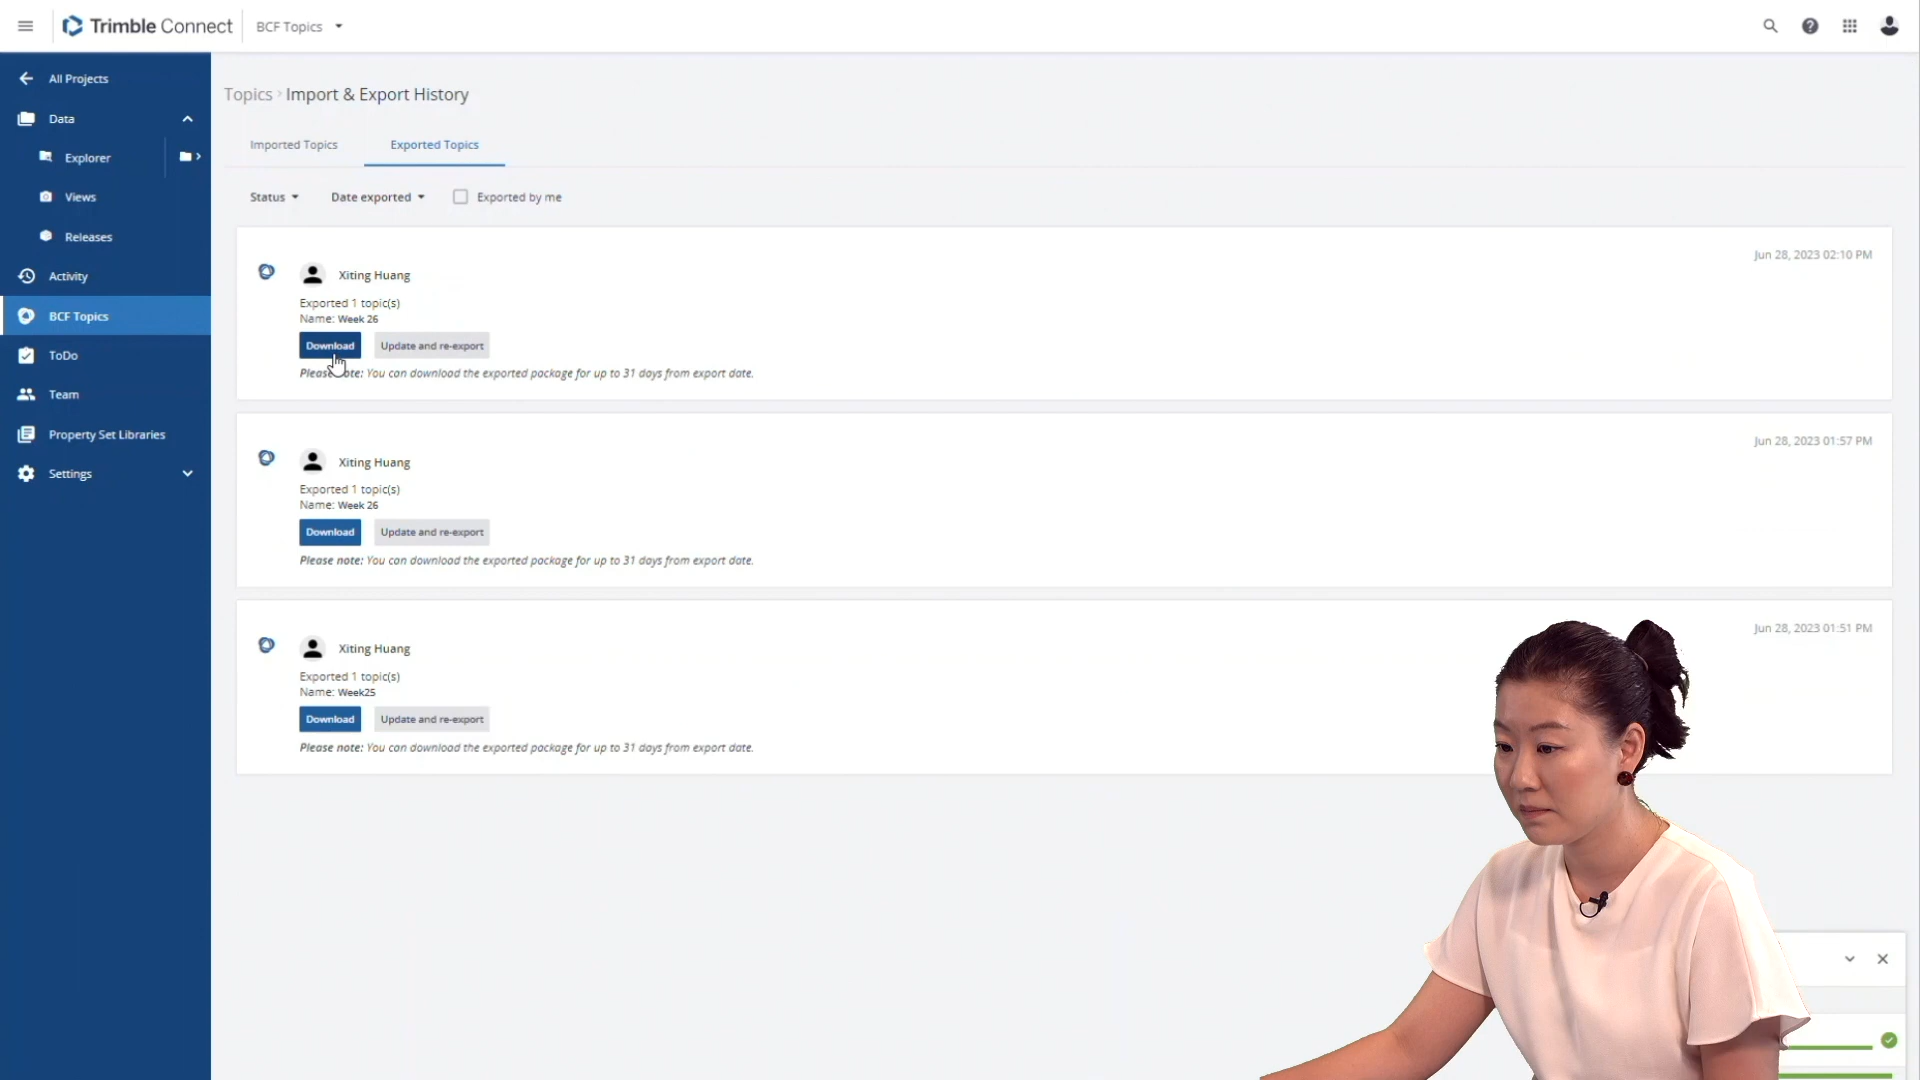 Trimble Connect
BCF Topics
All Projects
Data
Explorer
Views
Releases
Activity
BCF Topics
ToDo
Team
Property Set Libraries
Settings
Topics › Import & Export History
Imported Topics
Exported Topics
Status
Date exported
Exported by me
Jun 28, 2023 02:10 PM
Xiting Huang
Exported 1 topic(s)
Name: Week 26
Download
Update and re-export
Please note: You can download the exported package for up to 31 days from export date.
Jun 28, 2023 01:57 PM
Xiting Huang
Exported 1 topic(s)
Name: Week 26
Download
Update and re-export
Please note: You can download the exported package for up to 31 days from export date.
Jun 28, 2023 01:51 PM
Xiting Huang
Exported 1 topic(s)
Name: Week25
Download
Update and re-export
Please note: You can download the exported package for up to 31 days from export date.